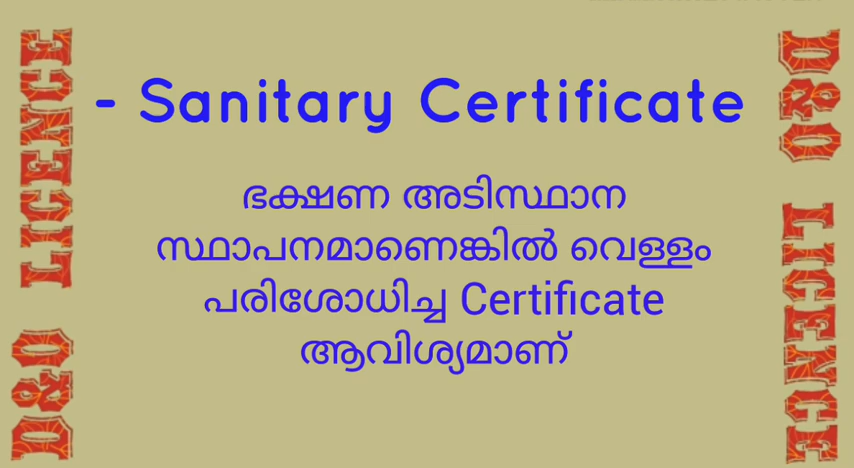 D&O LICENCE
- Sanitary Certificate
ഭക്ഷണ അടിസ്ഥാന
സ്ഥാപനമാണെങ്കിൽ വെള്ളം
പരിശോധിച്ച Certificate
ആവിശ്യമാണ്
D&O LICENCE